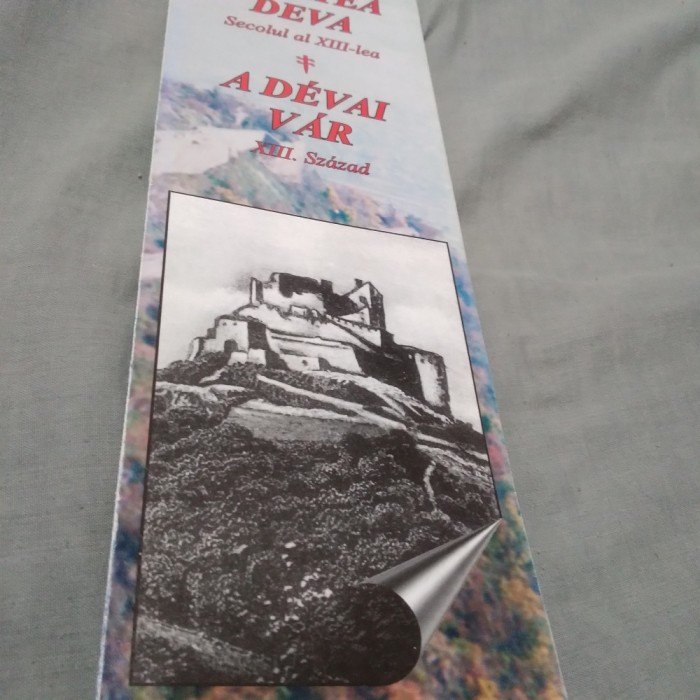 DEVA
Secolul al XIII-lea
A DÉVAI
VÁR
XIII. Század